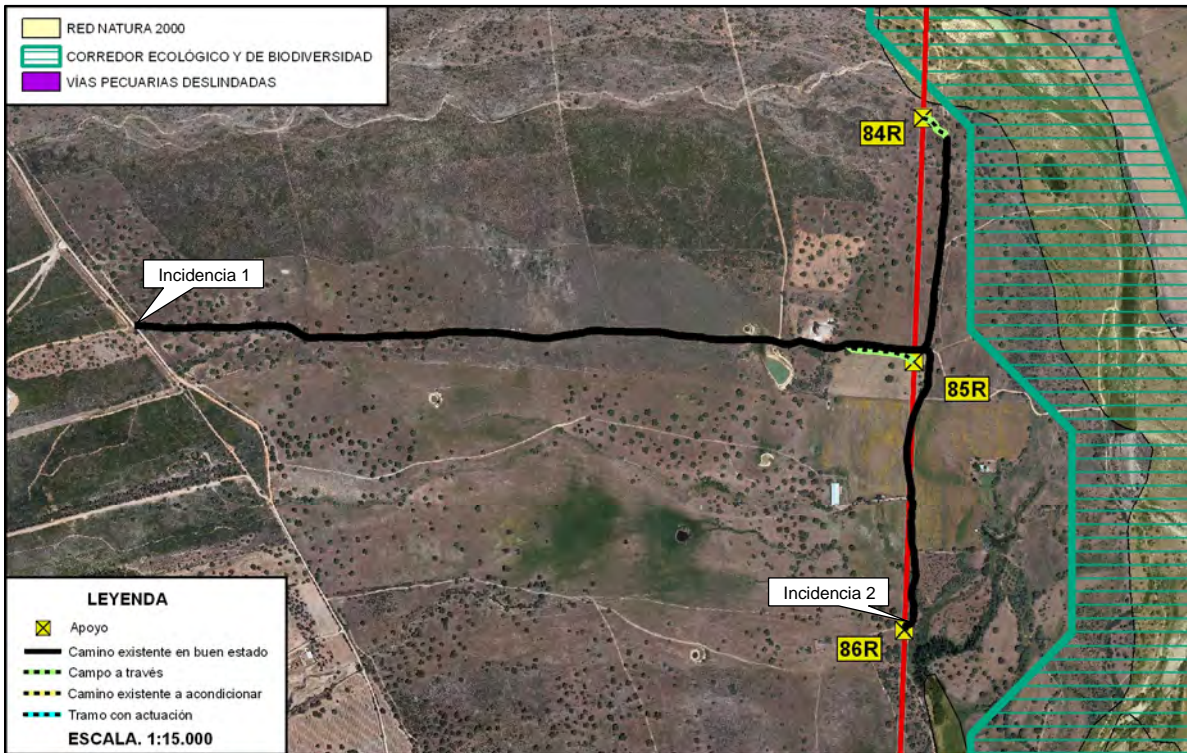 RED NATURA 2000
CORREDOR ECOLÓGICO Y DE BIODIVERSIDAD
VÍAS PECUARIAS DESLINDADAS
84R
Incidencia 1
85R
Incidencia 2
86R
LEYENDA
Apoyo
Camino existente en buen estado
Campo a través
Camino existente a acondicionar
Tramo con actuación
ESCALA. 1:15.000